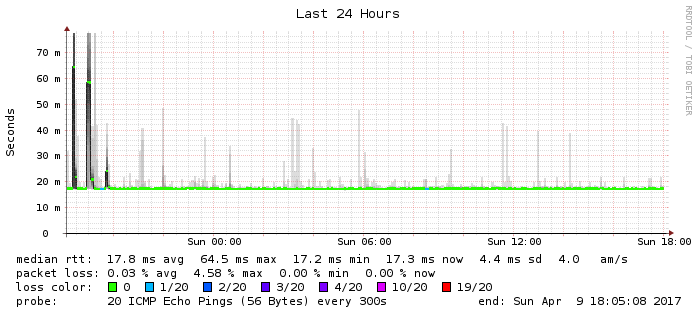 Last 24 Hours
RRDTOOL / TOBI OETIKER
Seconds
70 m
60 m
50 m
40 m
30 m
20 m
10 m
0
Sun 00:00 Sun 06:00 Sun 12:00 Sun 18:00
median rtt: 17.8 ms avg 64.5 ms max 17.2 ms min 17.3 ms now 4.4 ms sd 4.0 am/s
packet loss: 0.03 % avg 4.58 % max 0.00 % min 0.00 % now
loss color: 0 1/20 2/20 3/20 4/20 10/20 19/20
probe: 20 ICMP Echo Pings (56 Bytes) every 300s end: Sun Apr 9 18:05:08 2017